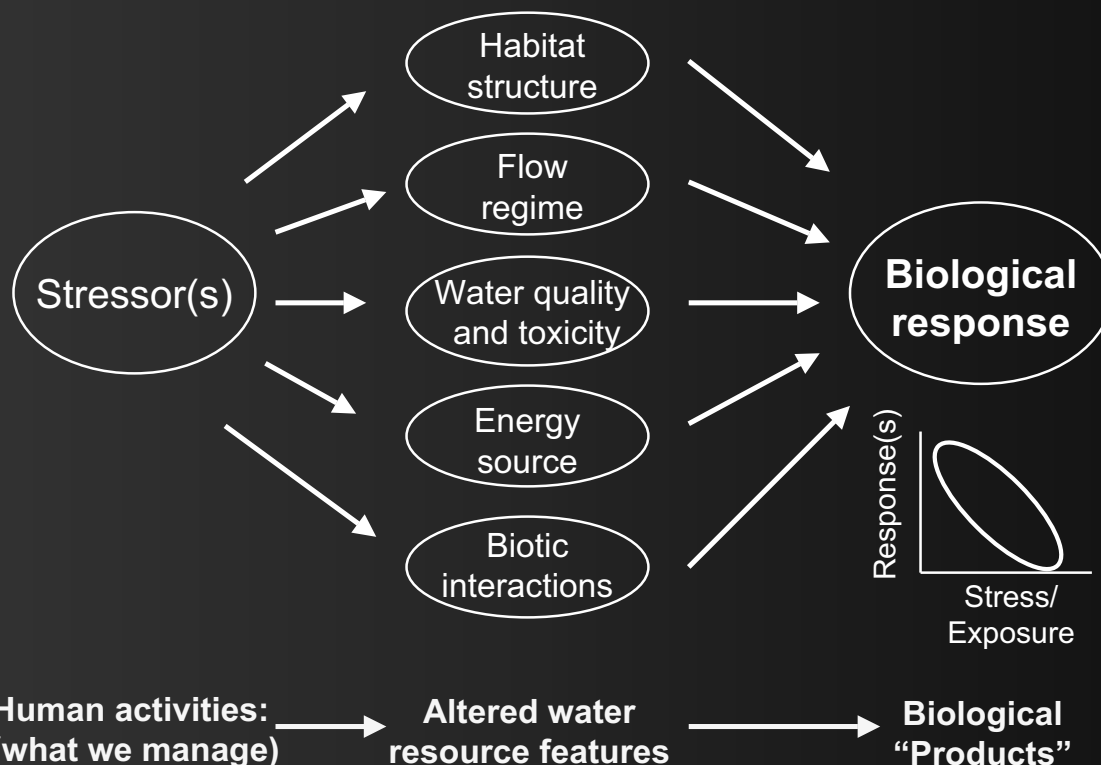 Habitat
structure
Flow
regime
Stressor(s)
Water quality
and toxicity
Biological
response
Energy
source
Biotic
interactions
Response(s)
Stress/
Exposure
Human activities:
(what we manage)
Altered water
resource features
Biological
“Products”